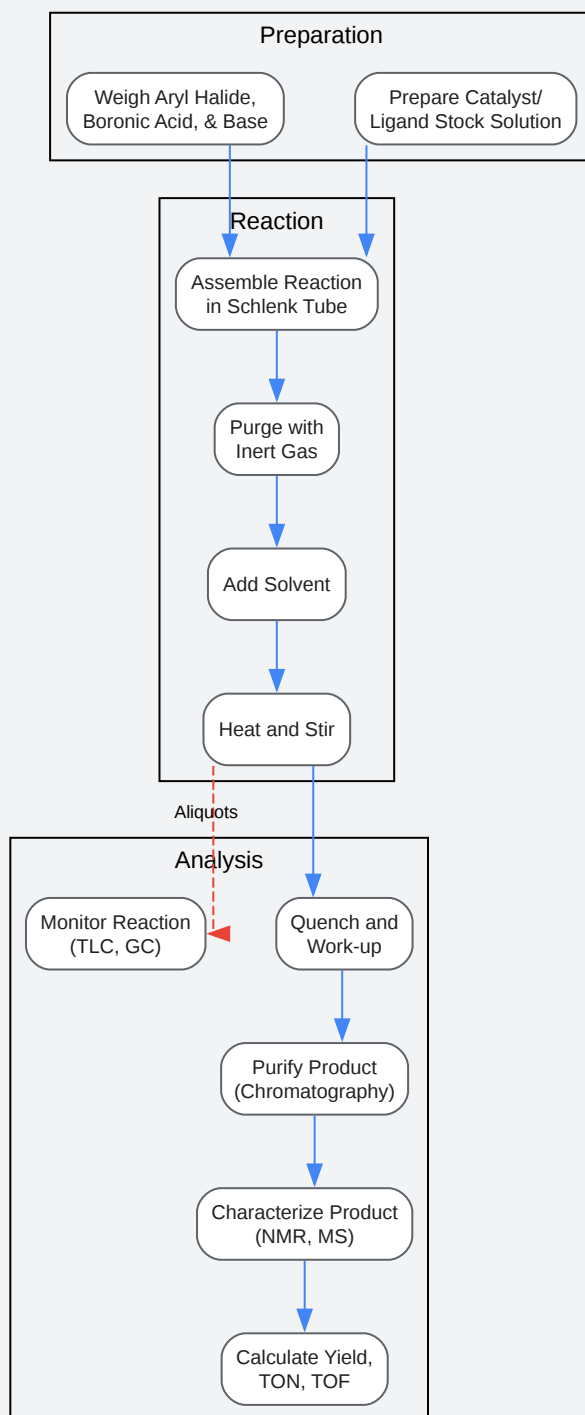 Preparation
Weigh Aryl Halide,
Boronic Acid, & Base
Prepare Catalyst/
Ligand Stock Solution
Reaction
Assemble Reaction
in Schlenk Tube
Purge with
Inert Gas
Add Solvent
Heat and Stir
Aliquots
Analysis
Monitor Reaction
(TLC, GC)
Quench and
Work-up
Purify Product
(Chromatography)
Characterize Product
(NMR, MS)
Calculate Yield,
TON, TOF